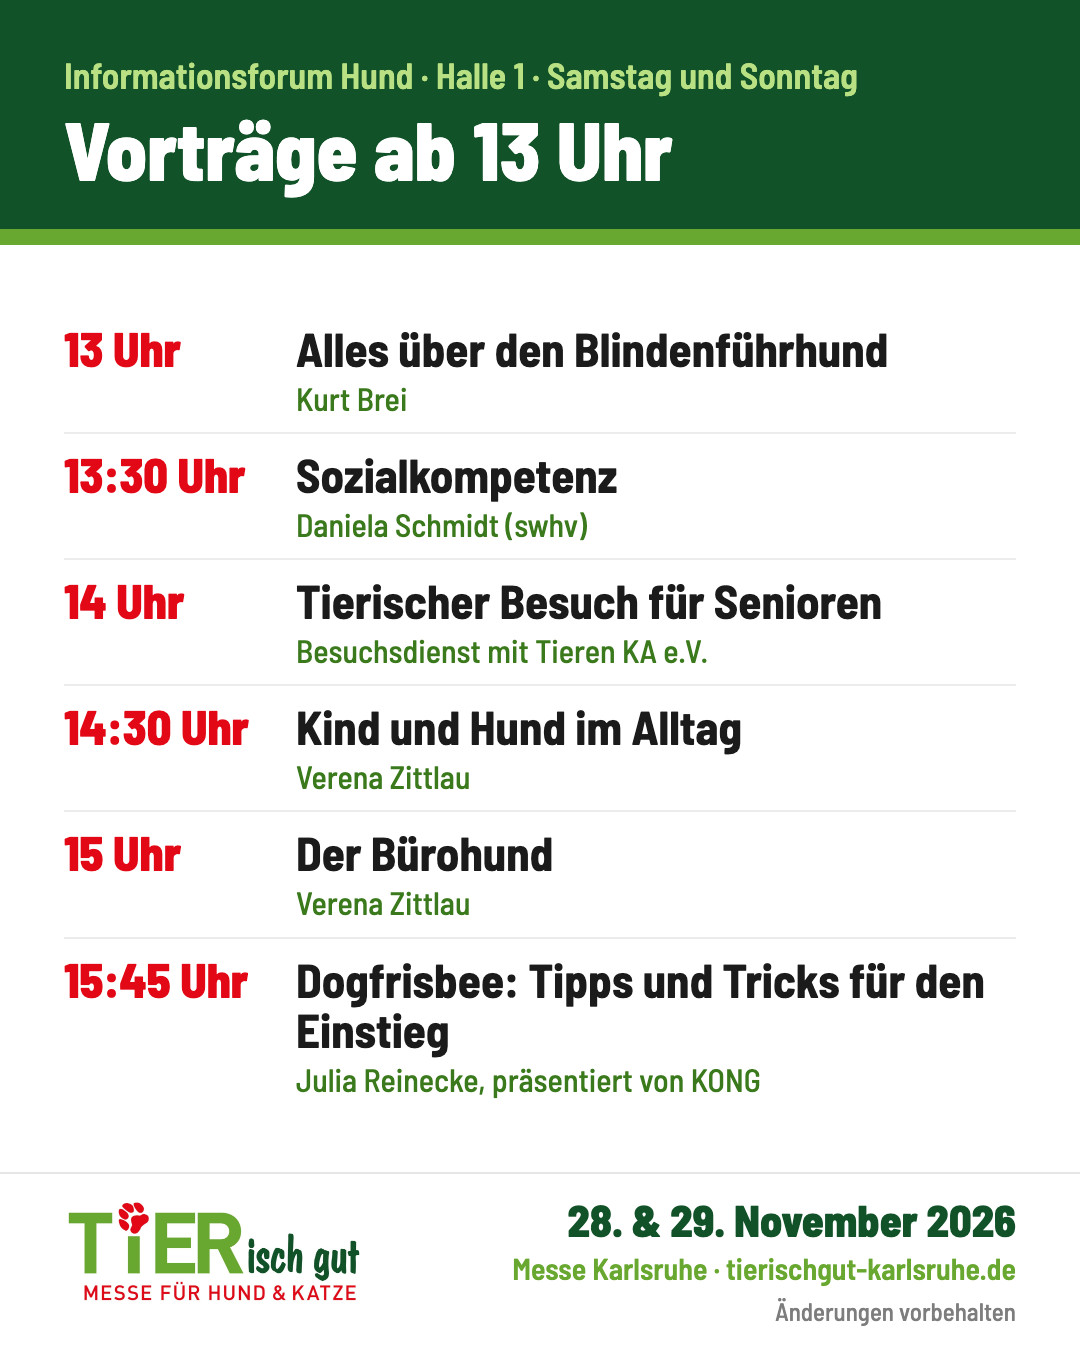 Informationsforum Hund · Halle 1 · Samstag und Sonntag
Vorträge ab 13 Uhr
13 Uhr
Alles über den Blindenführhund
Kurt Brei
13:30 Uhr
Sozialkompetenz
Daniela Schmidt (swhv)
14 Uhr
Tierischer Besuch für Senioren
Besuchsdienst mit Tieren KA e.V.
14:30 Uhr
Kind und Hund im Alltag
Verena Zittlau
15 Uhr
Der Bürohund
Verena Zittlau
15:45 Uhr
Dogfrisbee: Tipps und Tricks für den
Einstieg
Julia Reinecke, präsentiert von KONG
TiERisch gut
MESSE FÜR HUND & KATZE
28. & 29. November 2026
Messe Karlsruhe · tierischgut-karlsruhe.de
Änderungen vorbehalten